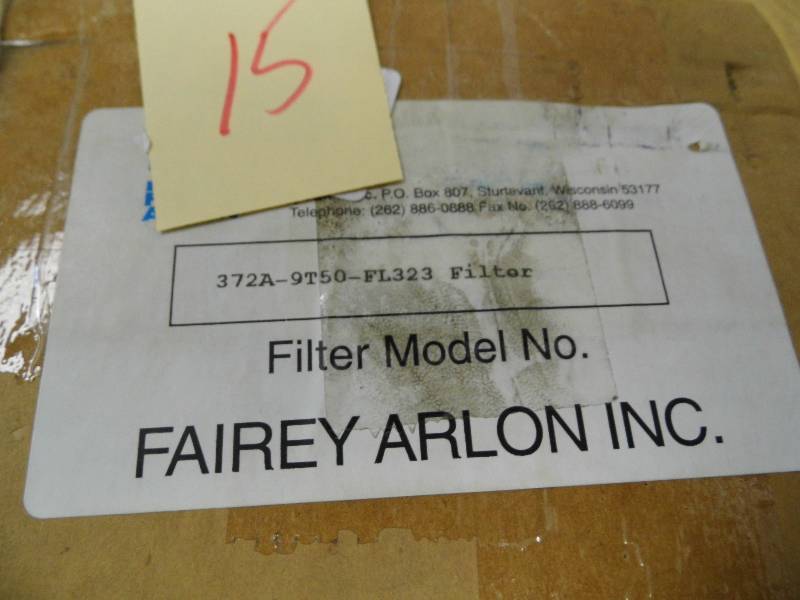 15
P.O. Box 807, Sturtevant, Wisconsin 53177
Telephone: (262) 886-0888 Fax No. (262) 888-6099
372A-9T50-FL323 Filter
Filter Model No.
FAIREY ARLON INC.